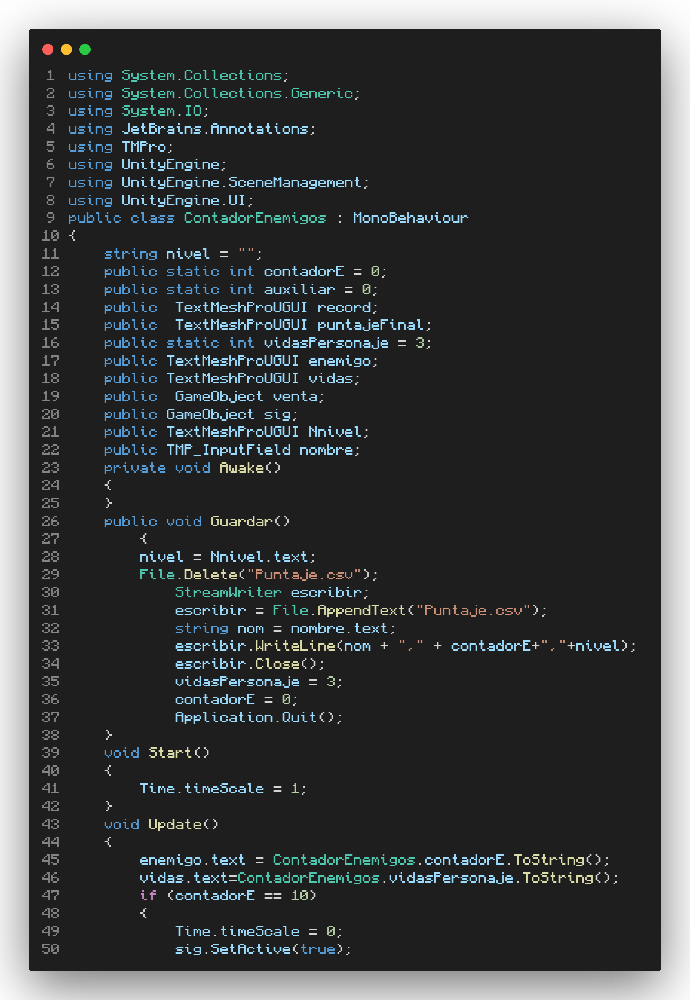 1 using System.Collections;
2 using System.Collections.Generic;
3 using System.IO;
4 using JetBrains.Annotations;
5 using TMPro;
6 using UnityEngine;
7 using UnityEngine.SceneManagement;
8 using UnityEngine.UI;
9 public class ContadorEnemigos : MonoBehaviour
10 {
11     string nivel = "";
12     public static int contadorE = 0;
13     public static int auxiliar = 0;
14     public  TextMeshProUGUI record;
15     public  TextMeshProUGUI puntajeFinal;
16     public static int vidasPersonaje = 3;
17     public TextMeshProUGUI enemigo;
18     public TextMeshProUGUI vidas;
19     public  GameObject venta;
20     public GameObject sig;
21     public TextMeshProUGUI Nnivel;
22     public TMP_InputField nombre;
23     private void Awake()
24     {
25     }
26     public void Guardar()
27         {
28         nivel = Nnivel.text;
29         File.Delete("Puntaje.csv");
30             StreamWriter escribir;
31             escribir = File.AppendText("Puntaje.csv");
32             string nom = nombre.text;
33             escribir.WriteLine(nom + "," + contadorE+","+nivel);
34             escribir.Close();
35             vidasPersonaje = 3;
36             contadorE = 0;
37             Application.Quit();
38     }
39     void Start()
40     {
41         Time.timeScale = 1;
42     }
43     void Update()
44     {
45         enemigo.text = ContadorEnemigos.contadorE.ToString();
46         vidas.text=ContadorEnemigos.vidasPersonaje.ToString();
47         if (contadorE == 10)
48         {
49             Time.timeScale = 0;
50             sig.SetActive(true);